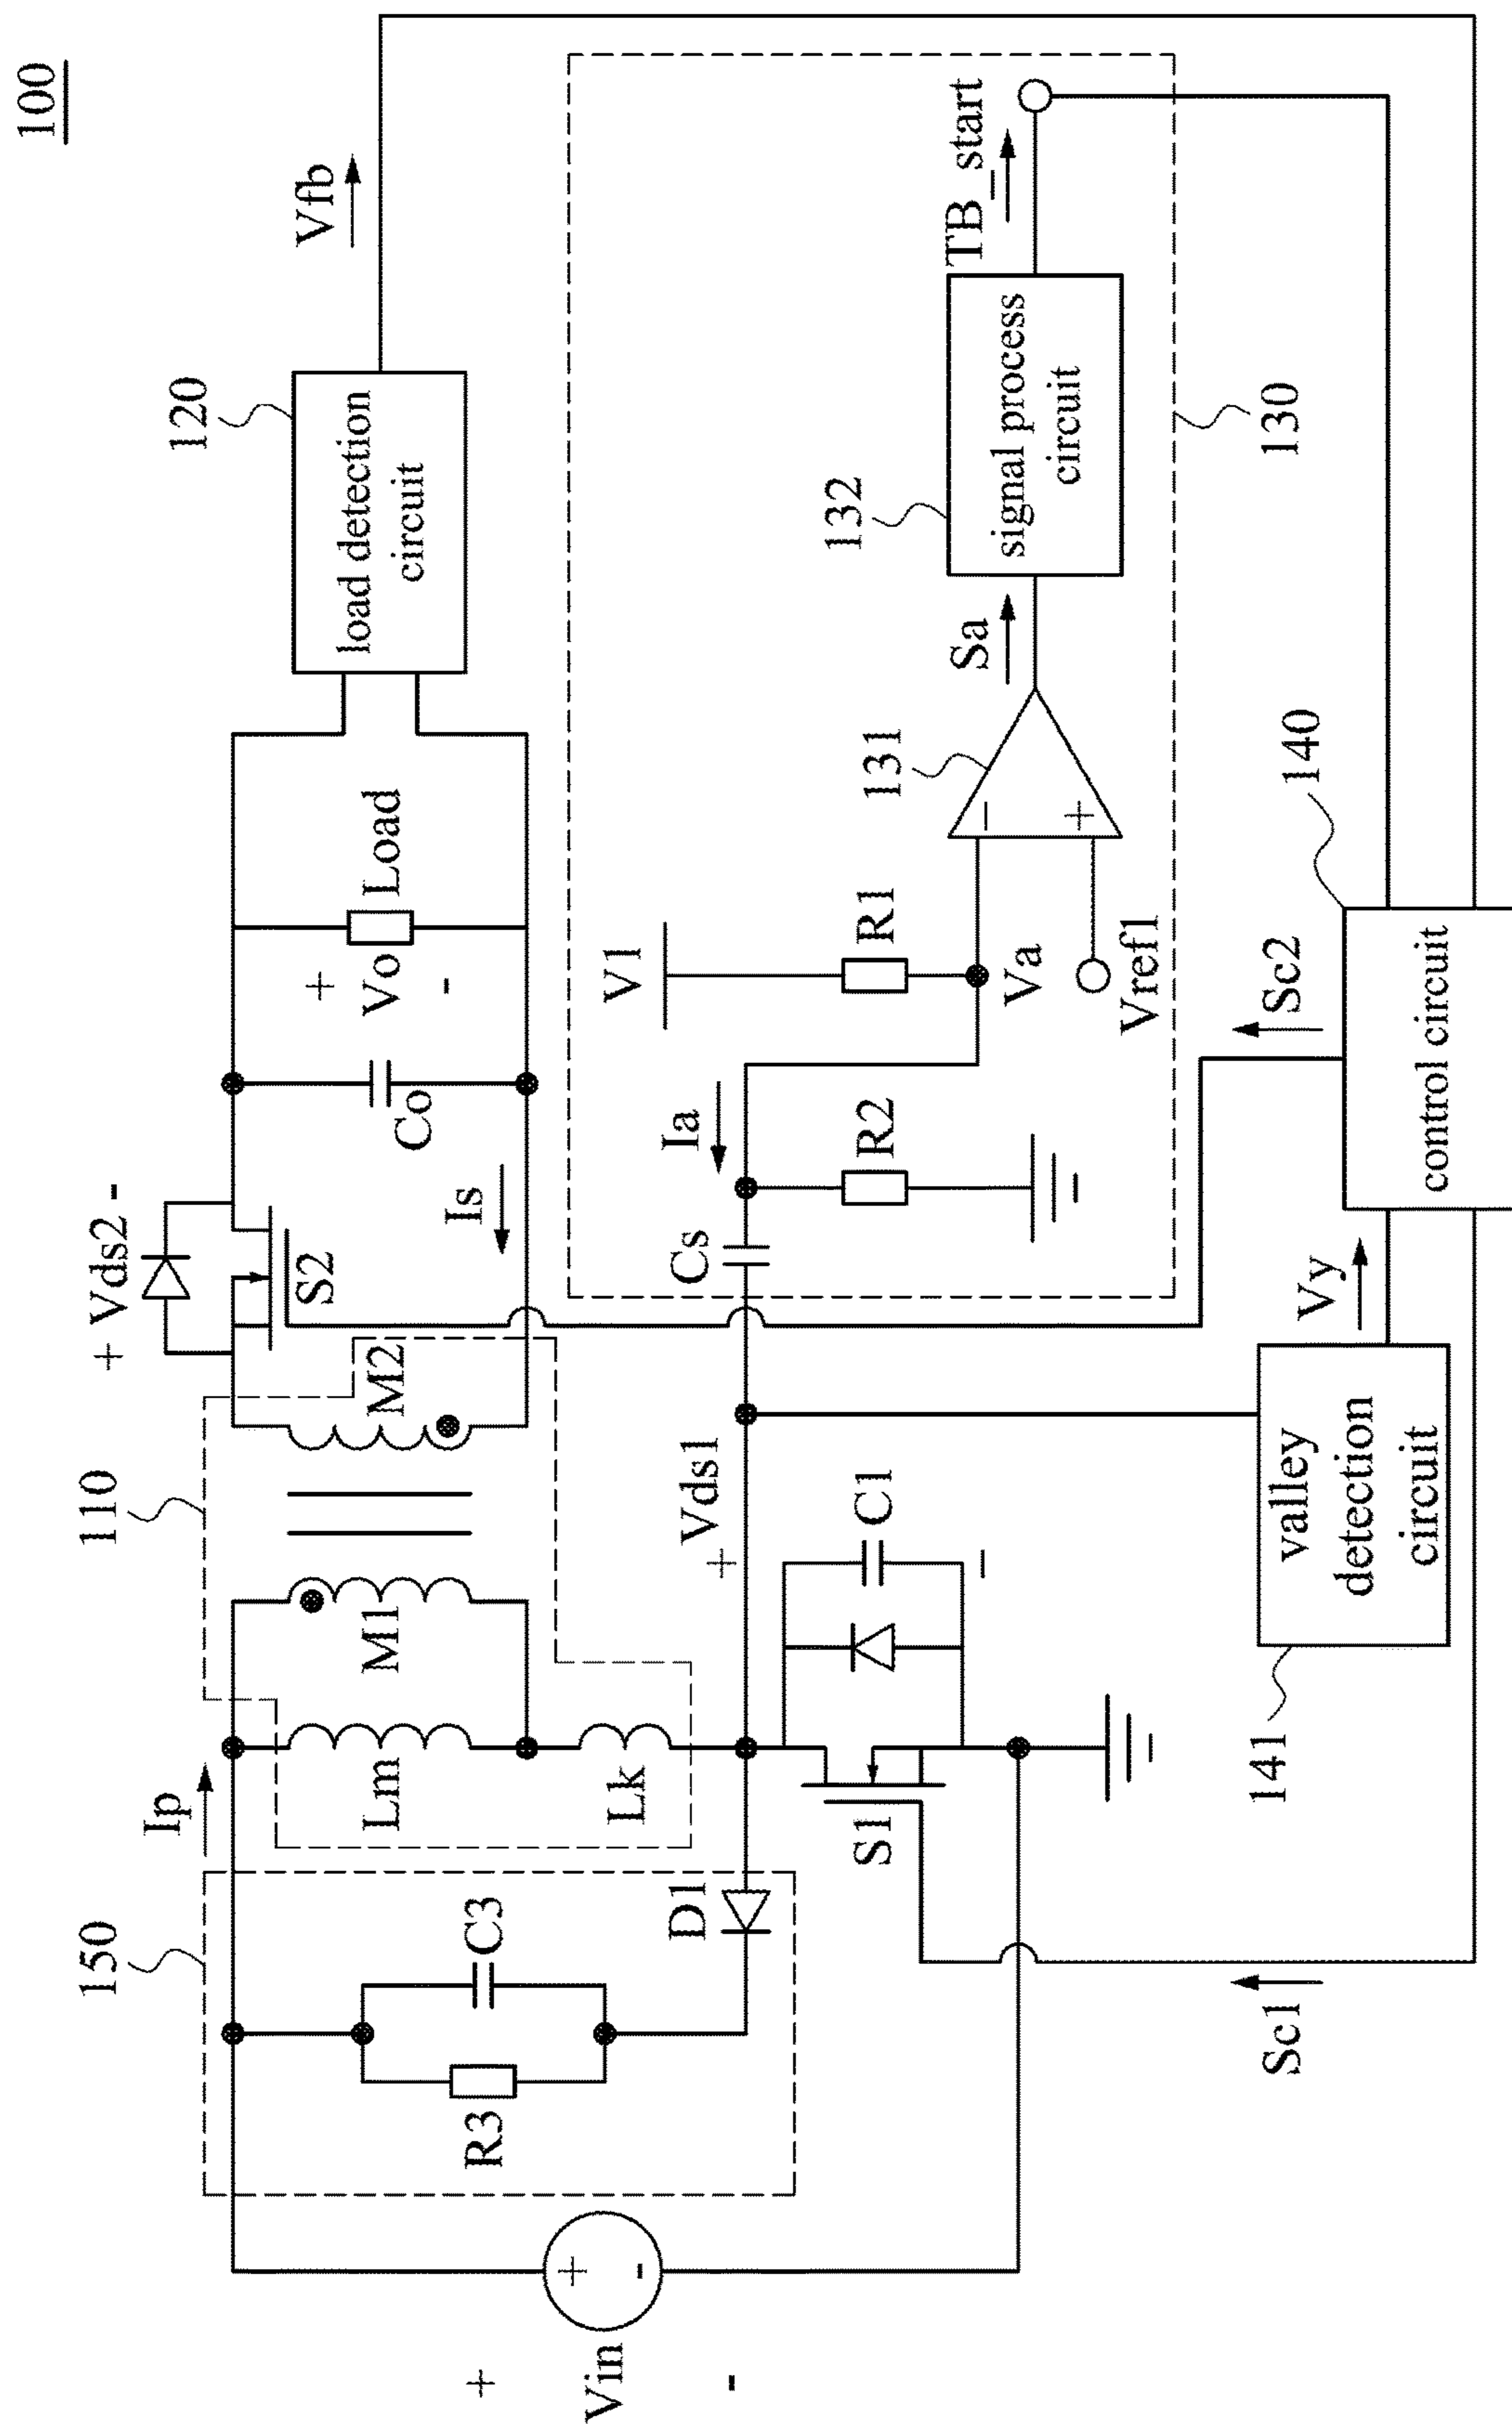 100
Vfb
120
load detection
circuit
+
Vo
-
Load
Co
Is
+ Vds2 -
S2
M2
110
M1
Lm
Lk
Ip
150
C3
R3
D1
+
Vin
-
+
-
+
Vds1
C1
-
S1
Cs
Ia
R2
V1
R1
Va
Vref1
-
+
131
Sa
132
signal process
circuit
TB_start
130
140
control circuit
Sc2
Vy
valley
detection
circuit
141
Sc1